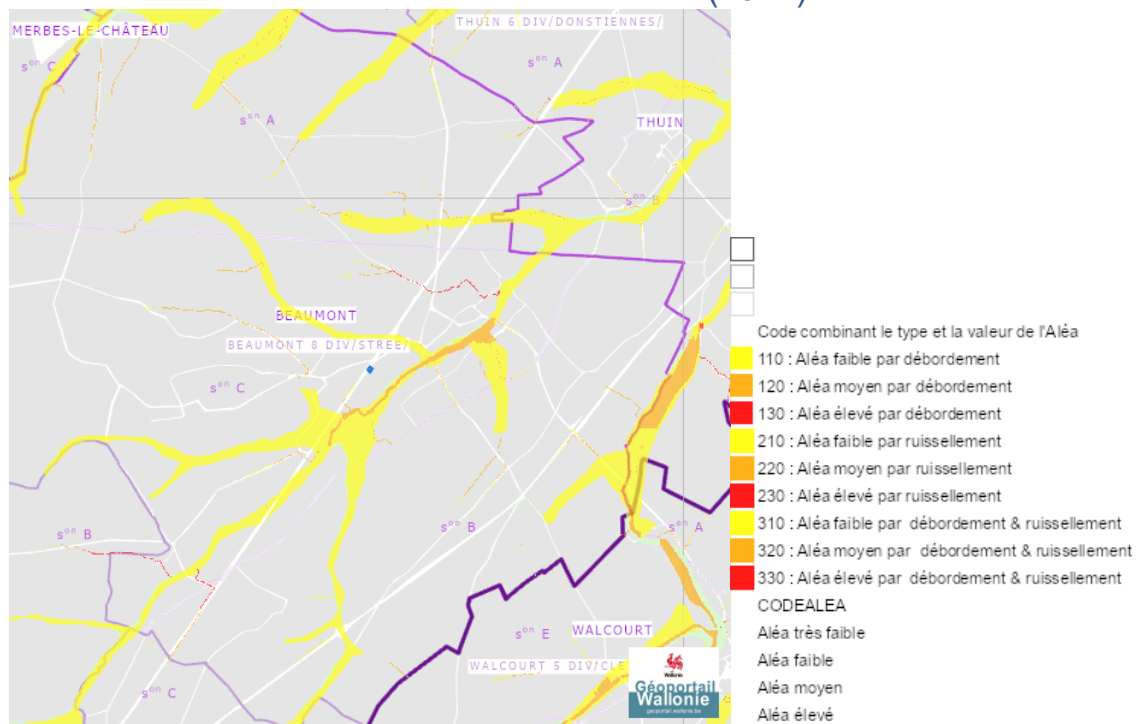 THUIN 6 DIV/DONSTIENNES/
MERBES-LE-CHÂTEAU
sᵒⁿ C
sᵒⁿ A
sᵒⁿ A
THUIN
sᵒⁿ B
BEAUMONT
BEAUMONT 8 DIV/STREE/
sᵒⁿ C
sᵒⁿ B
sᵒⁿ B
sᵒⁿ A
sᵒⁿ E
WALCOURT
WALCOURT 5 DIV/CLE
sᵒⁿ C
Wallonie
Géoportail
Wallonie
geoportail.wallonie.be
Code combinant le type et la valeur de l'Aléa
110 : Aléa faible par débordement
120 : Aléa moyen par débordement
130 : Aléa élevé par débordement
210 : Aléa faible par ruissellement
220 : Aléa moyen par ruissellement
230 : Aléa élevé par ruissellement
310 : Aléa faible par débordement & ruissellement
320 : Aléa moyen par débordement & ruissellement
330 : Aléa élevé par débordement & ruissellement
CODEALEA
Aléa très faible
Aléa faible
Aléa moyen
Aléa élevé